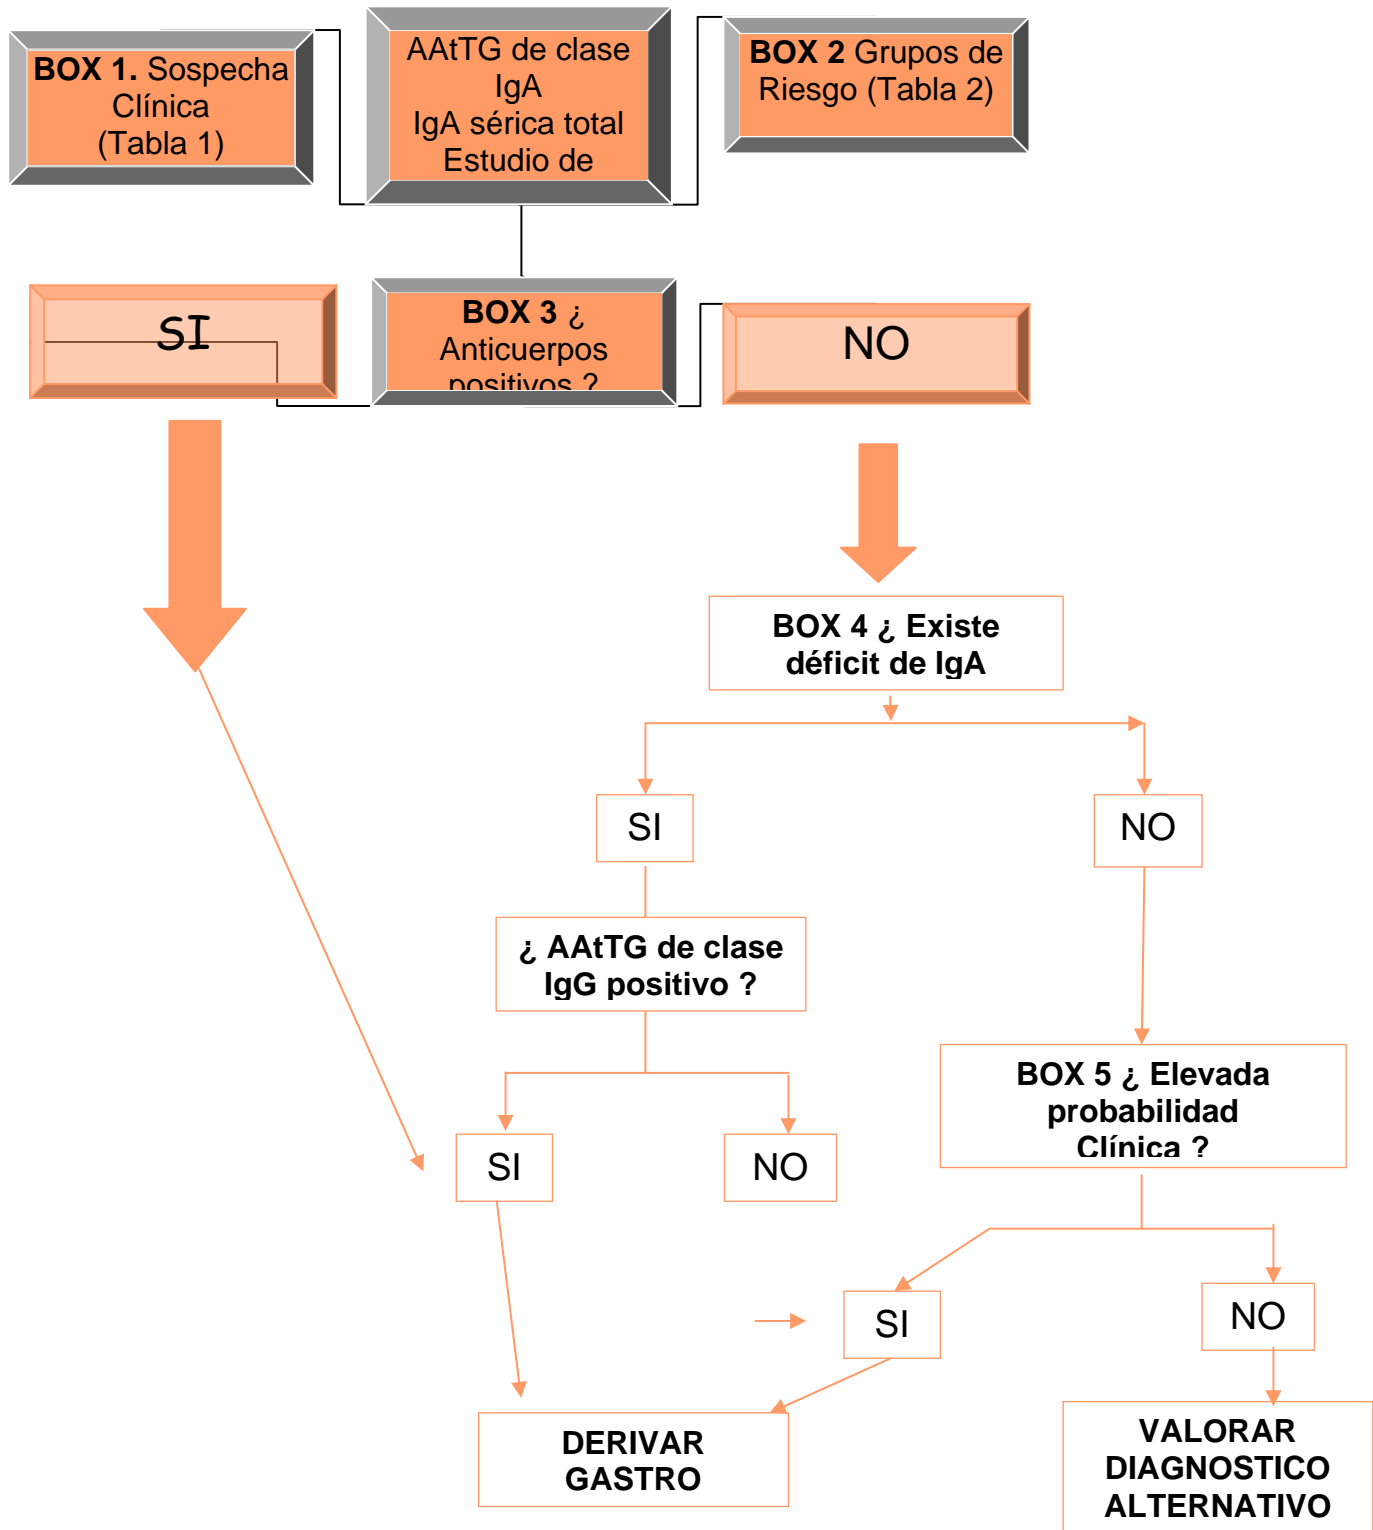 BOX 1. Sospecha
Clínica
(Tabla 1)
AAtTG de clase
IgA
IgA sérica total
Estudio de
BOX 2 Grupos de
Riesgo (Tabla 2)
SI
BOX 3 ¿
Anticuerpos
positivos ?
NO
BOX 4 ¿ Existe
déficit de IgA
SI
NO
¿ AAtTG de clase
IgG positivo ?
BOX 5 ¿ Elevada
probabilidad
Clínica ?
SI
NO
SI
NO
DERIVAR
GASTRO
VALORAR
DIAGNOSTICO
ALTERNATIVO